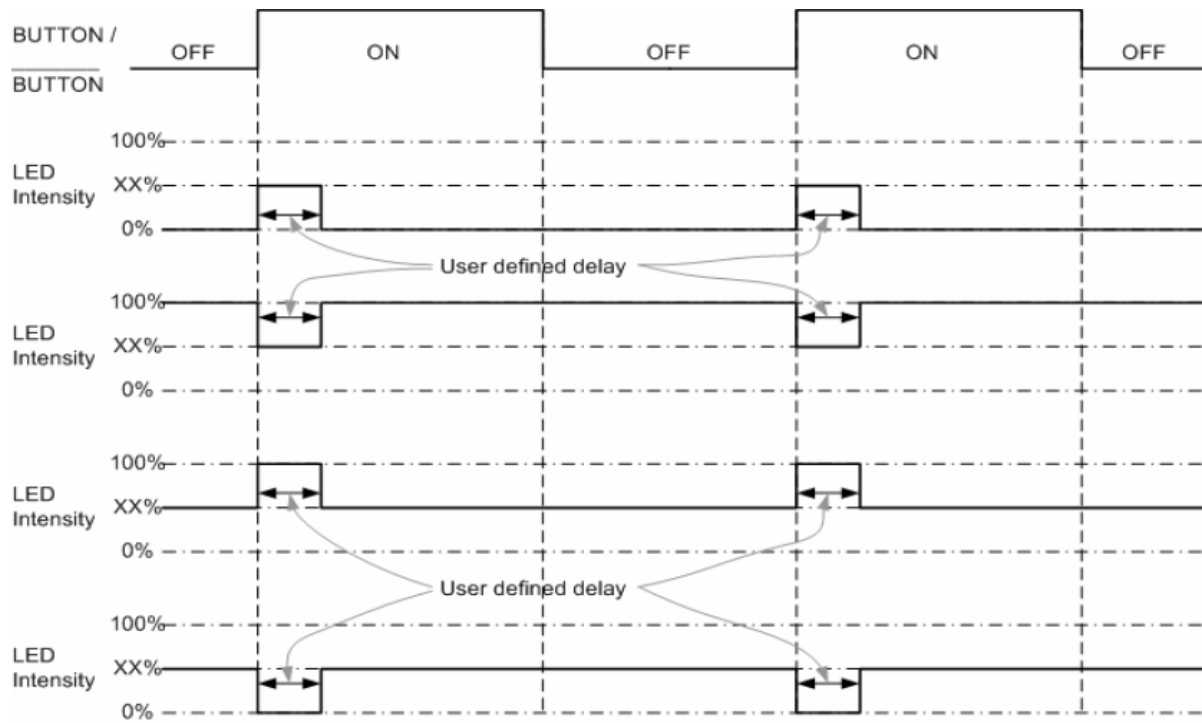 BUTTON /
BUTTON
OFF ON OFF ON OFF
100%
LED
Intensity
XX%
0%
User defined delay
100%
LED
Intensity
XX%
0%
100%
LED
Intensity
XX%
0%
User defined delay
100%
LED
Intensity
XX%
0%